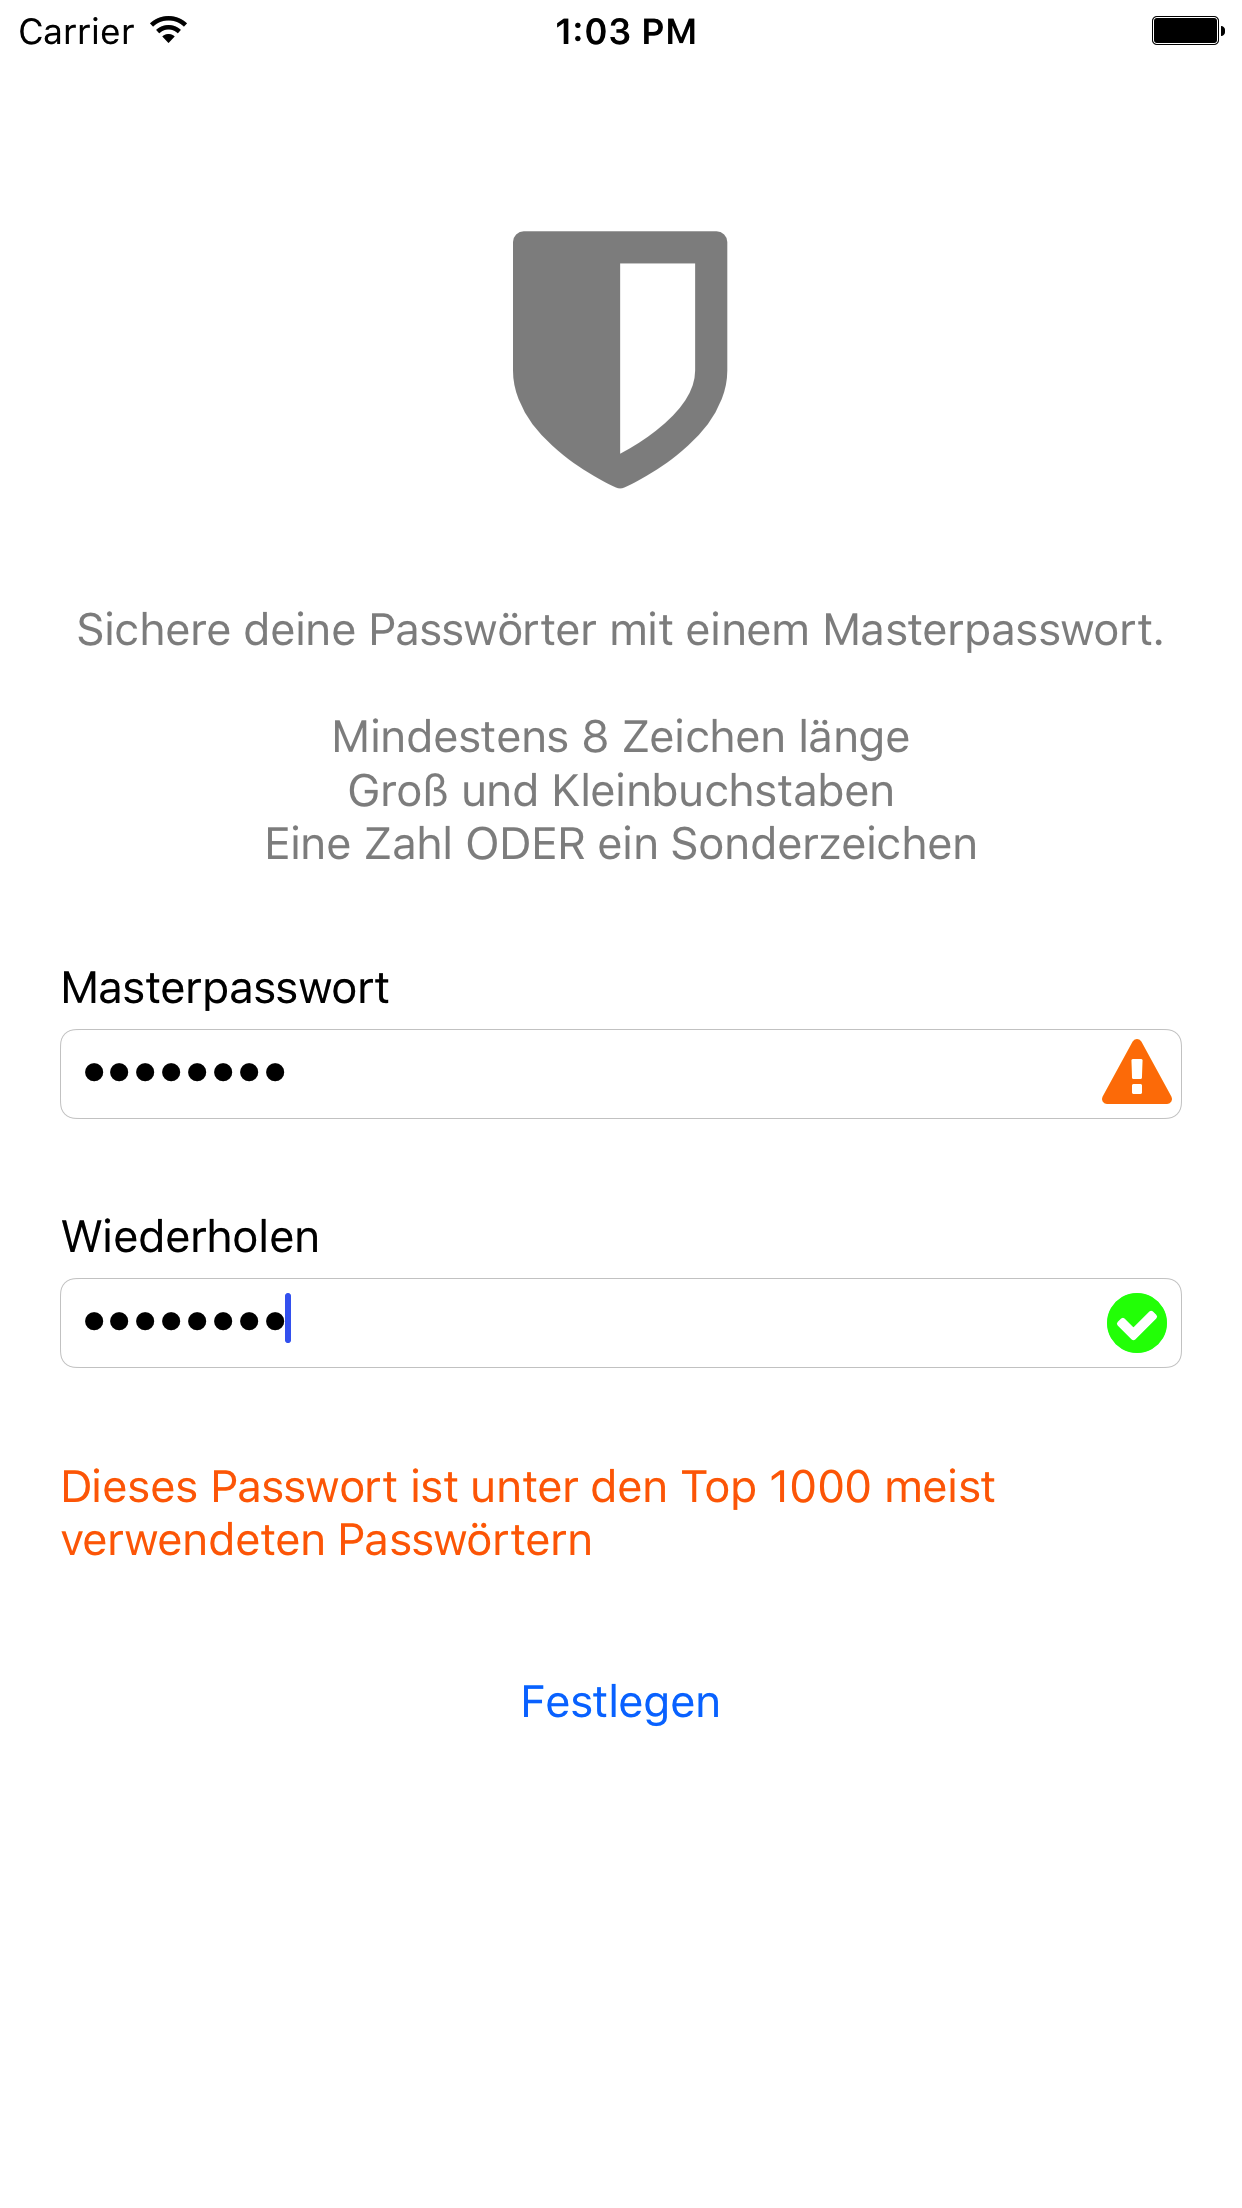 Carrier 1:03 PM
Sichere deine Passwörter mit einem Masterpasswort.
Mindestens 8 Zeichen länge
Groß und Kleinbuchstaben
Eine Zahl ODER ein Sonderzeichen
Masterpasswort
••••••••
Wiederholen
••••••••
Dieses Passwort ist unter den Top 1000 meist
verwendeten Passwörtern
Festlegen